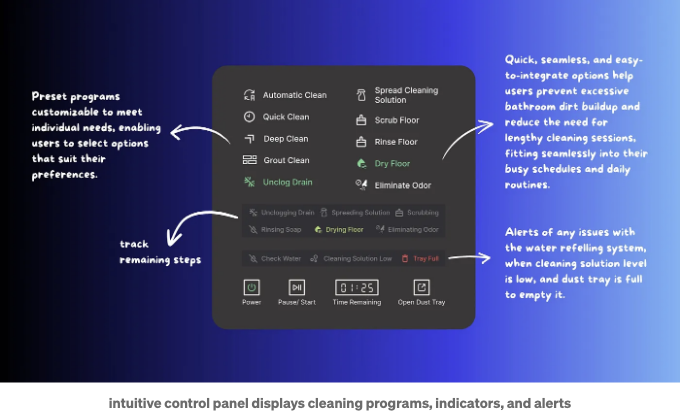 Preset programs
customizable to meet
individual needs, enabling
users to select options
that suit their
preferences.
track
remaining steps
Automatic Clean
Quick Clean
Deep Clean
Grout Clean
Unclog Drain
Spread Cleaning
Solution
Scrub Floor
Rinse Floor
Dry Floor
Eliminate Odor
Unclogging Drain Spreading Solution Scrubbing
Rinsing Soap Drying Floor Eliminating Odor
Check Water Cleaning Solution Low Tray Full
01:25
Power Pause/ Start Time Remaining Open Dust Tray
Quick, seamless, and easy-
to-integrate options help
users prevent excessive
bathroom dirt buildup and
reduce the need for
lengthy cleaning sessions,
fitting seamlessly into their
busy schedules and daily
routines.
Alerts of any issues with
the water refelling system,
when cleaning solution level
is low, and dust tray is full
to empty it.
intuitive control panel displays cleaning programs, indicators, and alerts